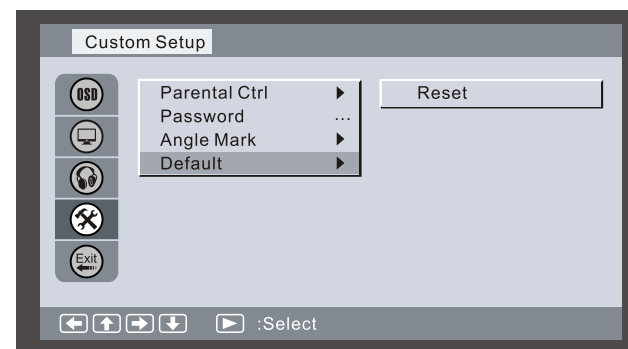 Custom Setup
OSD
Parental Ctrl
Reset
Password ...
Angle Mark
Default
Exit
:Select